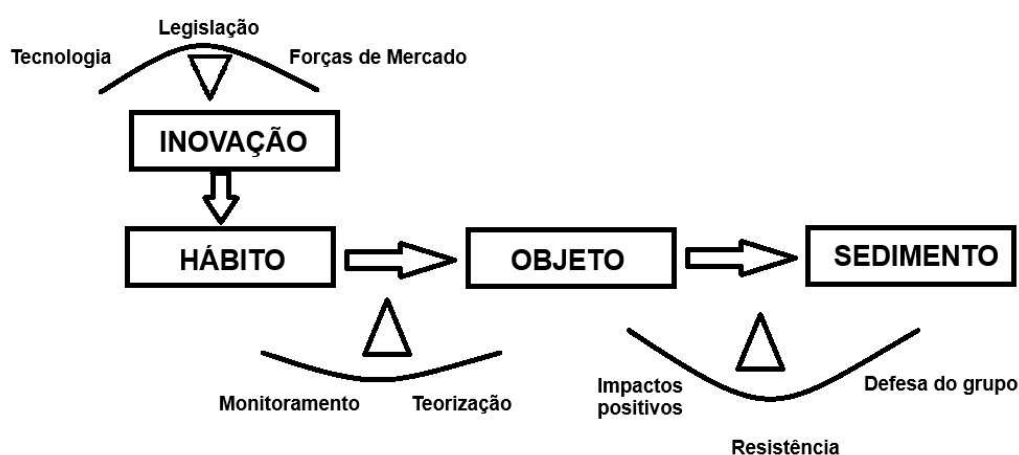 Legislação
Tecnologia
Forças de Mercado
INOVAÇÃO
HÁBITO
OBJETO
SEDIMENTO
Monitoramento
Teorização
Impactos
positivos
Defesa do grupo
Resistência